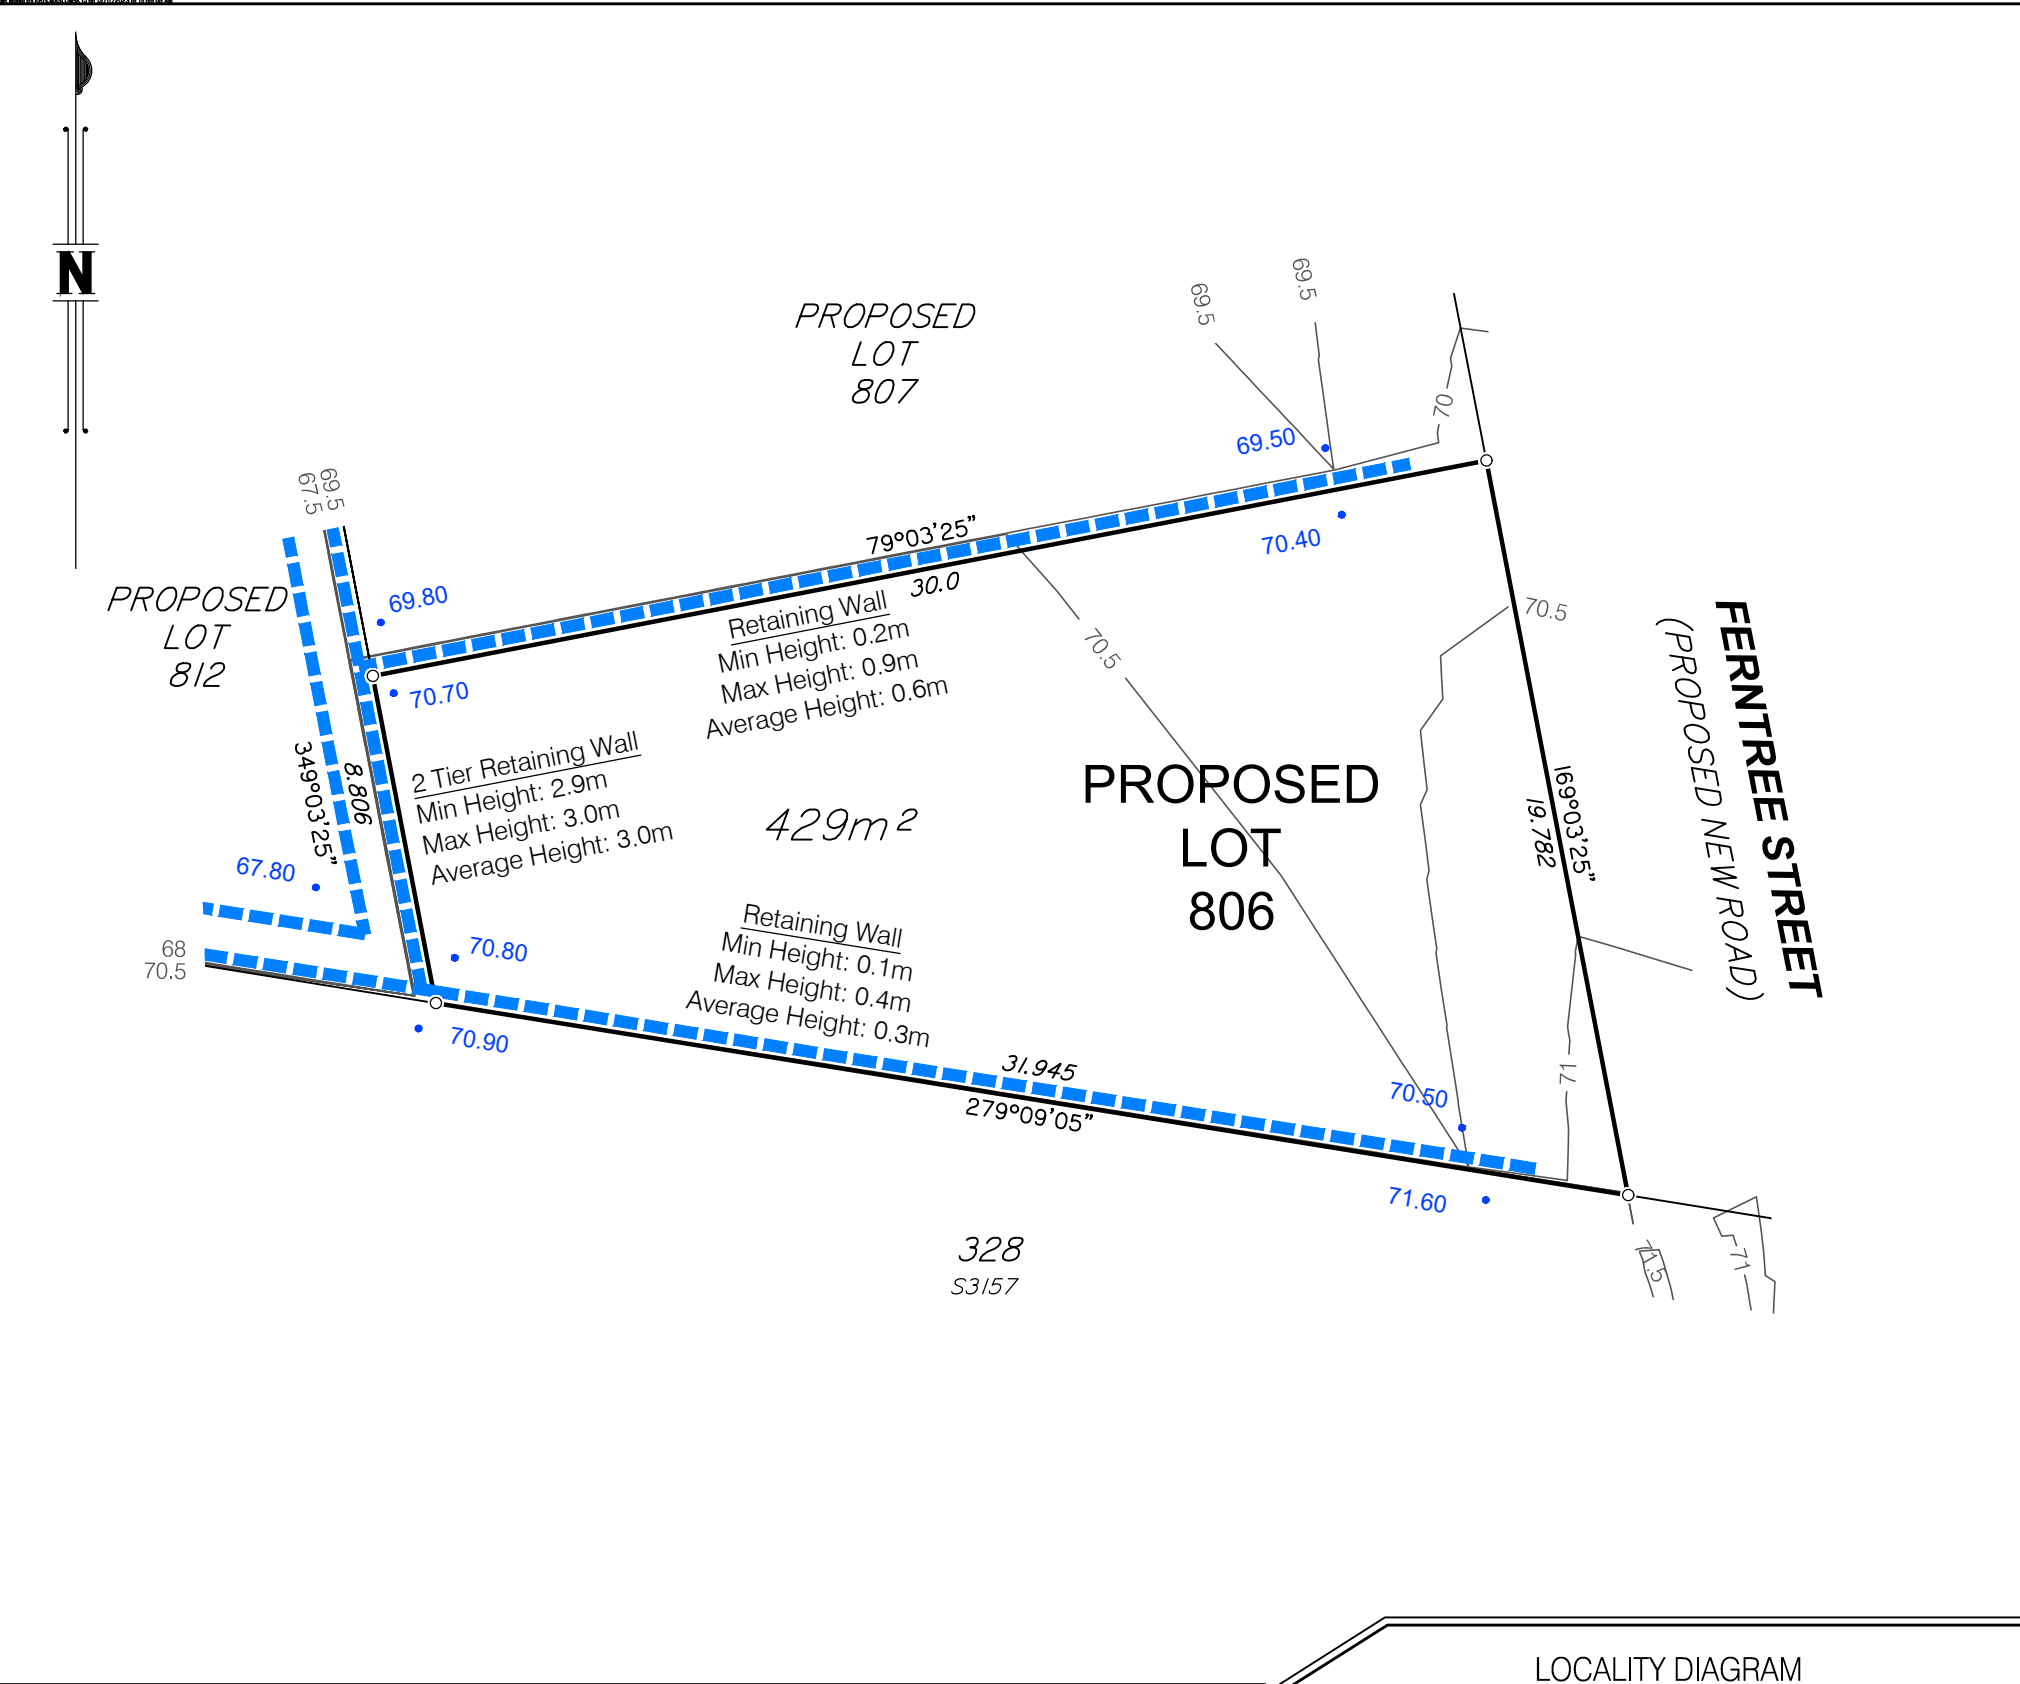 N
PROPOSED
LOT
807
69.5
69.5
70
69.50
70.40
67.5
69.5
79°03'25"
30.0
69.80
70.70
PROPOSED
LOT
812
Retaining Wall
Min Height: 0.2m
Max Height: 0.9m
Average Height: 0.6m
70.5
70.5
FERNTREE STREET
(PROPOSED NEW ROAD)
2 Tier Retaining Wall
Min Height: 2.9m
Max Height: 3.0m
Average Height: 3.0m
349°03'25"
8.806
429m²
PROPOSED
LOT
806
169°03'25"
19.782
67.80
68
70.5
70.80
70.90
Retaining Wall
Min Height: 0.1m
Max Height: 0.4m
Average Height: 0.3m
31.945
279°09'05"
70.50
71
71.60
71.5
71
328
S3157
LOCALITY DIAGRAM